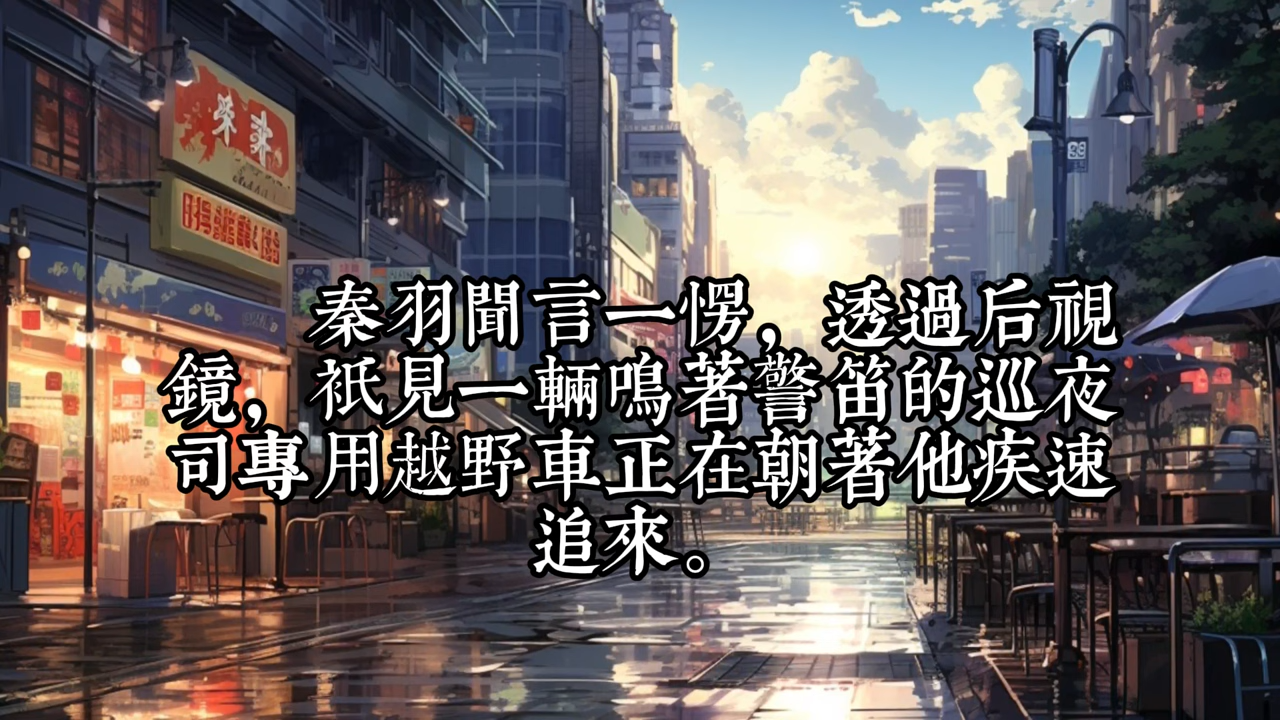 秦羽聞言一愣，透過后視
鏡，祇見一輛鳴著警笛的巡夜
司專用越野車正在朝著他疾速
追來。